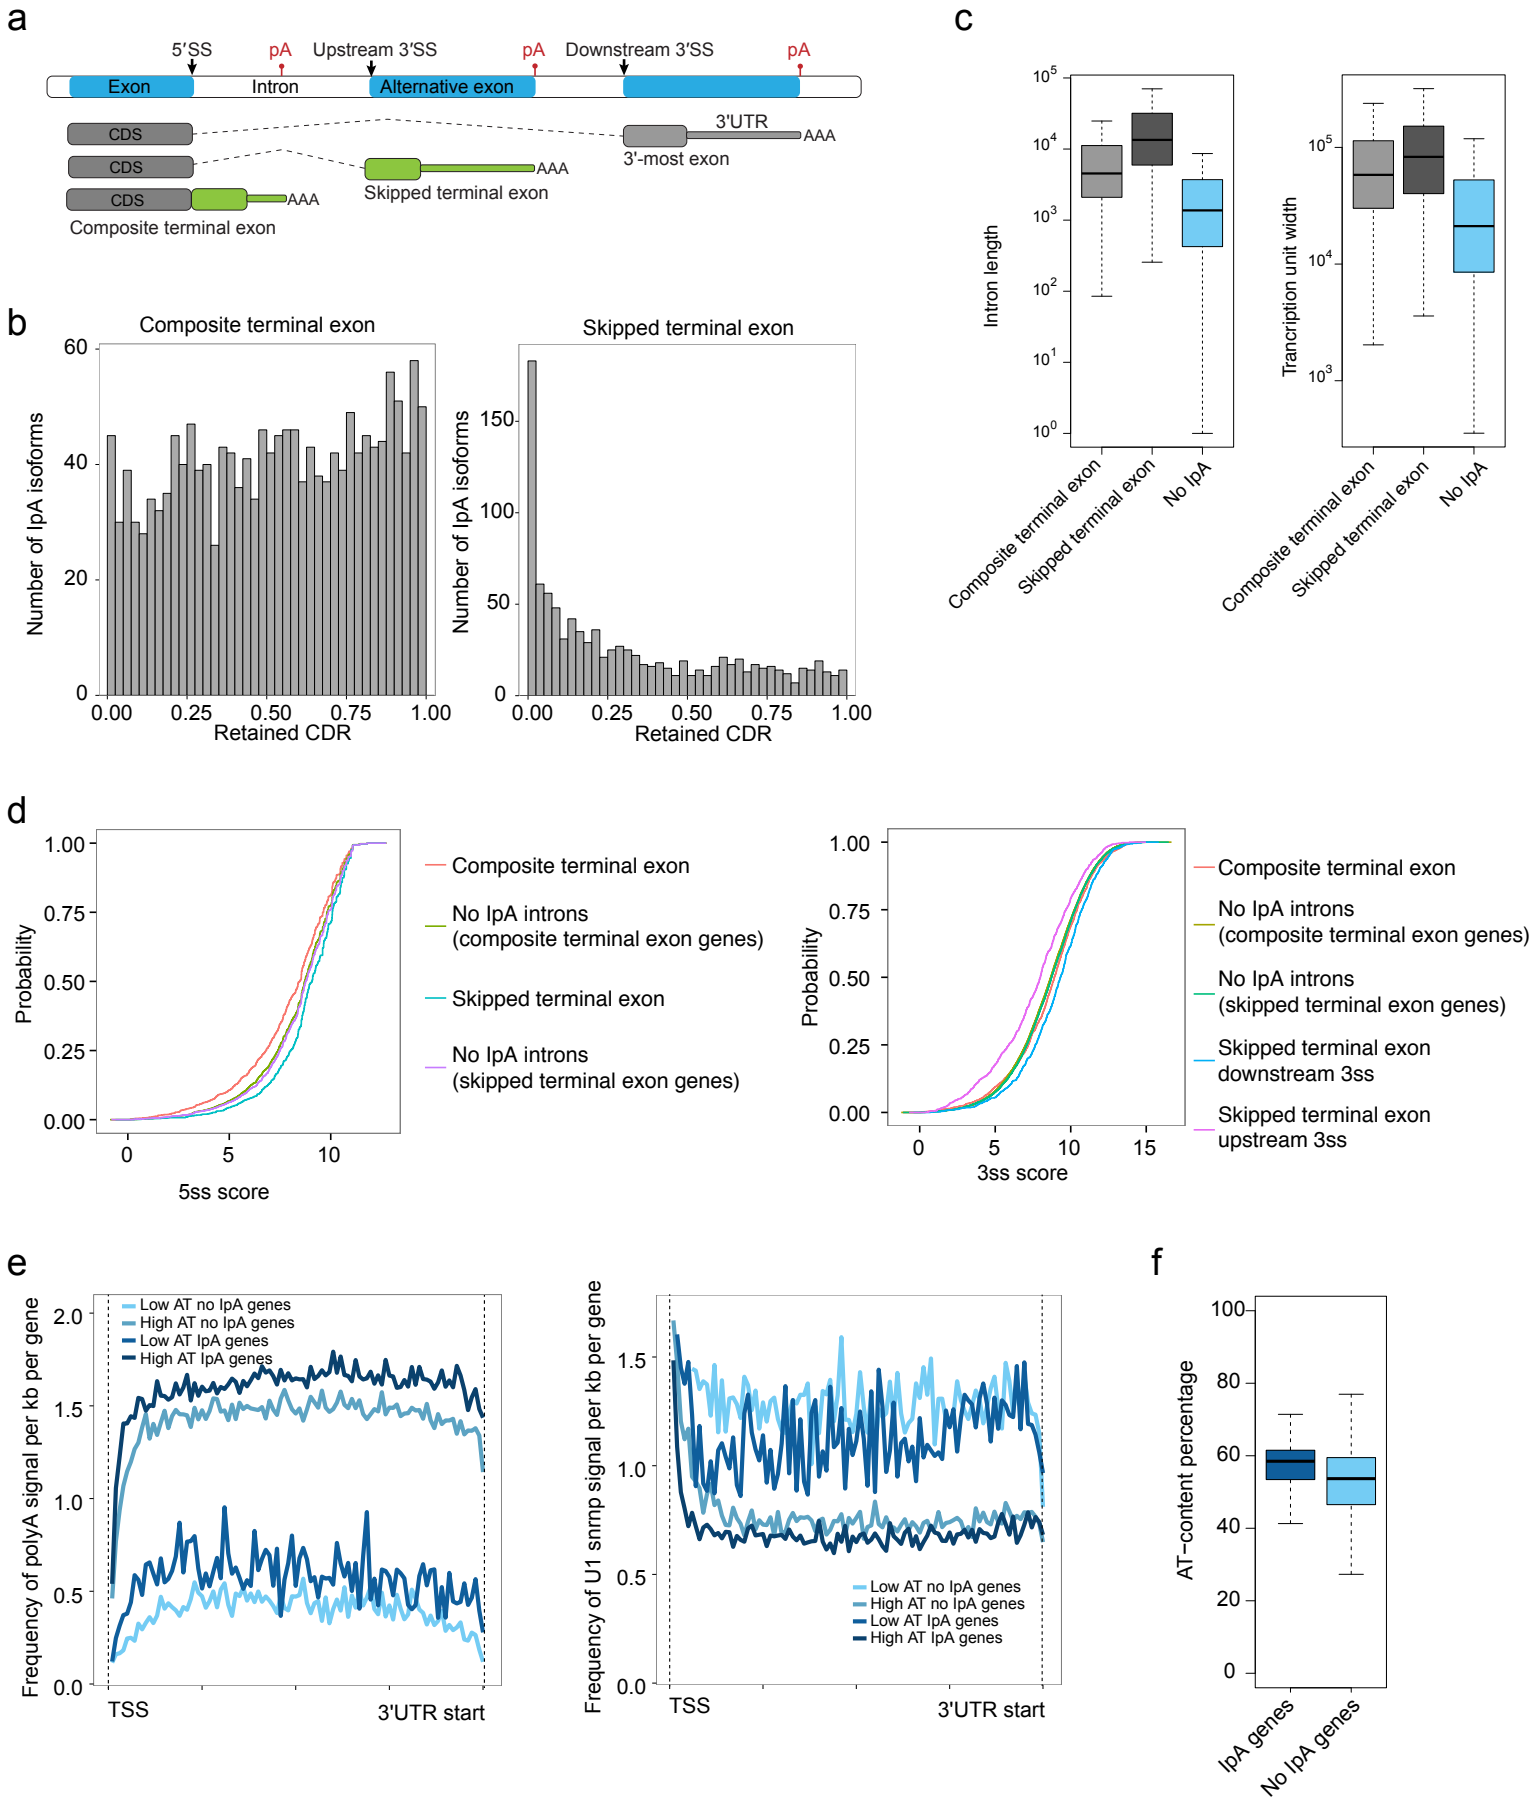 a
5′SS
pA
Upstream 3′SS
pA
Downstream 3′SS
pA
Exon
Intron
Alternative exon
CDS
3'UTR
AAA
3'-most exon
CDS
AAA
Skipped terminal exon
CDS
AAA
Composite terminal exon
b
Composite terminal exon
Number of IpA isoforms
60
40
20
0
0.00 0.25 0.50 0.75 1.00
Retained CDR
Skipped terminal exon
Number of IpA isoforms
150
100
50
0
0.00 0.25 0.50 0.75 1.00
Retained CDR
c
Intron length
10^5
10^4
10^3
10^2
10^1
10^0
Composite terminal exon
Skipped terminal exon
No IpA
Trancription unit width
10^5
10^4
10^3
Composite terminal exon
Skipped terminal exon
No IpA
d
Probability
1.00
0.75
0.50
0.25
0.00
0 5 10
5ss score
Composite terminal exon
No IpA introns
(composite terminal exon genes)
Skipped terminal exon
No IpA introns
(skipped terminal exon genes)
Probability
1.00
0.75
0.50
0.25
0.00
0 5 10 15
3ss score
Composite terminal exon
No IpA introns
(composite terminal exon genes)
No IpA introns
(skipped terminal exon genes)
Skipped terminal exon
downstream 3ss
Skipped terminal exon
upstream 3ss
e
Frequency of polyA signal per kb per gene
2.0
1.5
1.0
0.5
0.0
Low AT no IpA genes
High AT no IpA genes
Low AT IpA genes
High AT IpA genes
TSS 3'UTR start
Frequency of U1 snrnp signal per kb per gene
1.5
1.0
0.5
0.0
Low AT no IpA genes
High AT no IpA genes
Low AT IpA genes
High AT IpA genes
TSS 3'UTR start
f
AT−content percentage
100
80
60
40
20
0
IpA genes
No IpA genes